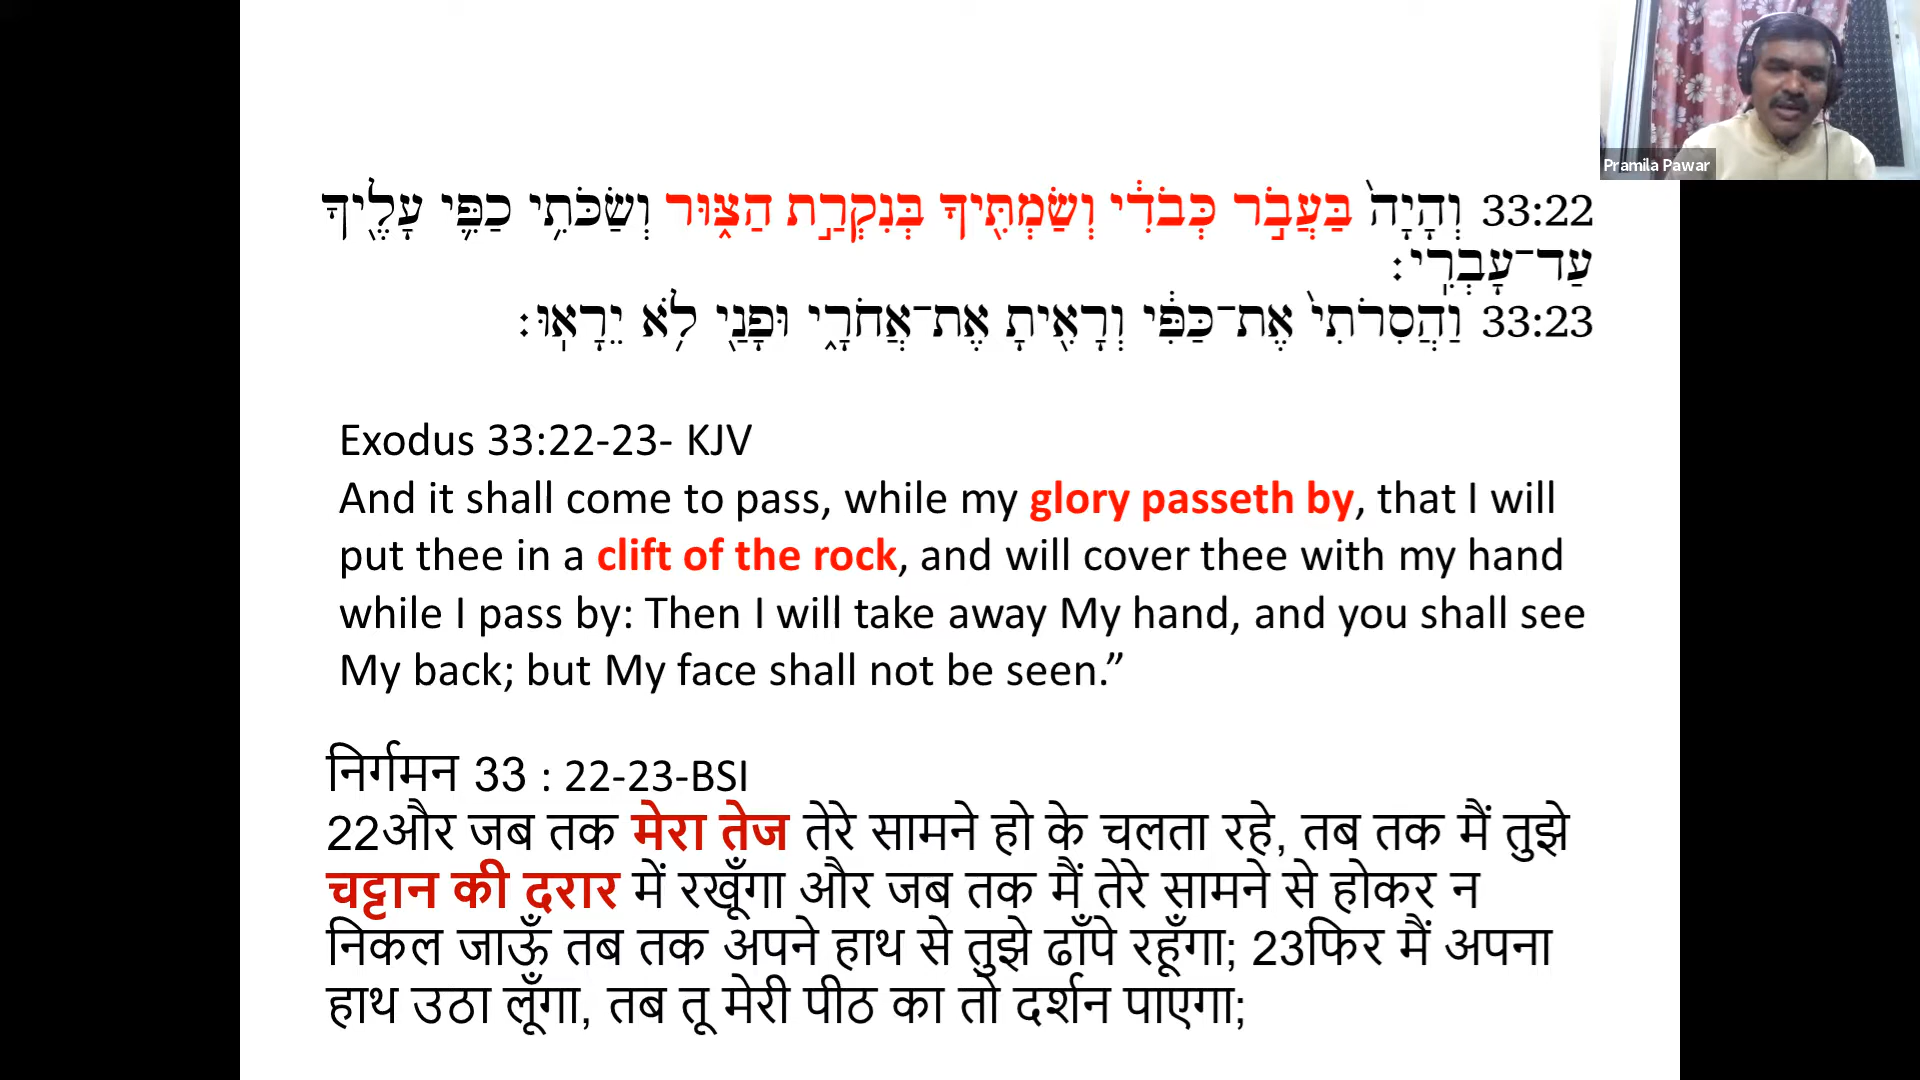 Pramila Pawar
33:22 וְהָיָה֙ בַּעֲבֹ֣ר כְּבֹדִ֔י וְשַׂמְתִּ֖יךָ בְּנִקְרַ֣ת הַצּ֑וּר וְשַׂכֹּתִ֥י כַפִּ֛י עָלֶ֖יךָ
עַד־עׇבְרִֽי׃
33:23 וַהֲסִרֹתִי֙ אֶת־כַּפִּ֔י וְרָאִ֖יתָ אֶת־אֲחֹרָ֑י וּפָנַ֖י לֹ֥א יֵרָאֽוּ׃
Exodus 33:22-23- KJV
And it shall come to pass, while my glory passeth by, that I will
put thee in a clift of the rock, and will cover thee with my hand
while I pass by: Then I will take away My hand, and you shall see
My back; but My face shall not be seen.”
निर्गमन 33 : 22-23-BSI
22और जब तक मेरा तेज तेरे सामने हो के चलता रहे, तब तक मैं तुझे
चट्टान की दरार में रखूँगा और जब तक मैं तेरे सामने से होकर न
निकल जाऊँ तब तक अपने हाथ से तुझे ढाँपे रहूँगा; 23फिर मैं अपना
हाथ उठा लूँगा, तब तू मेरी पीठ का तो दर्शन पाएगा;